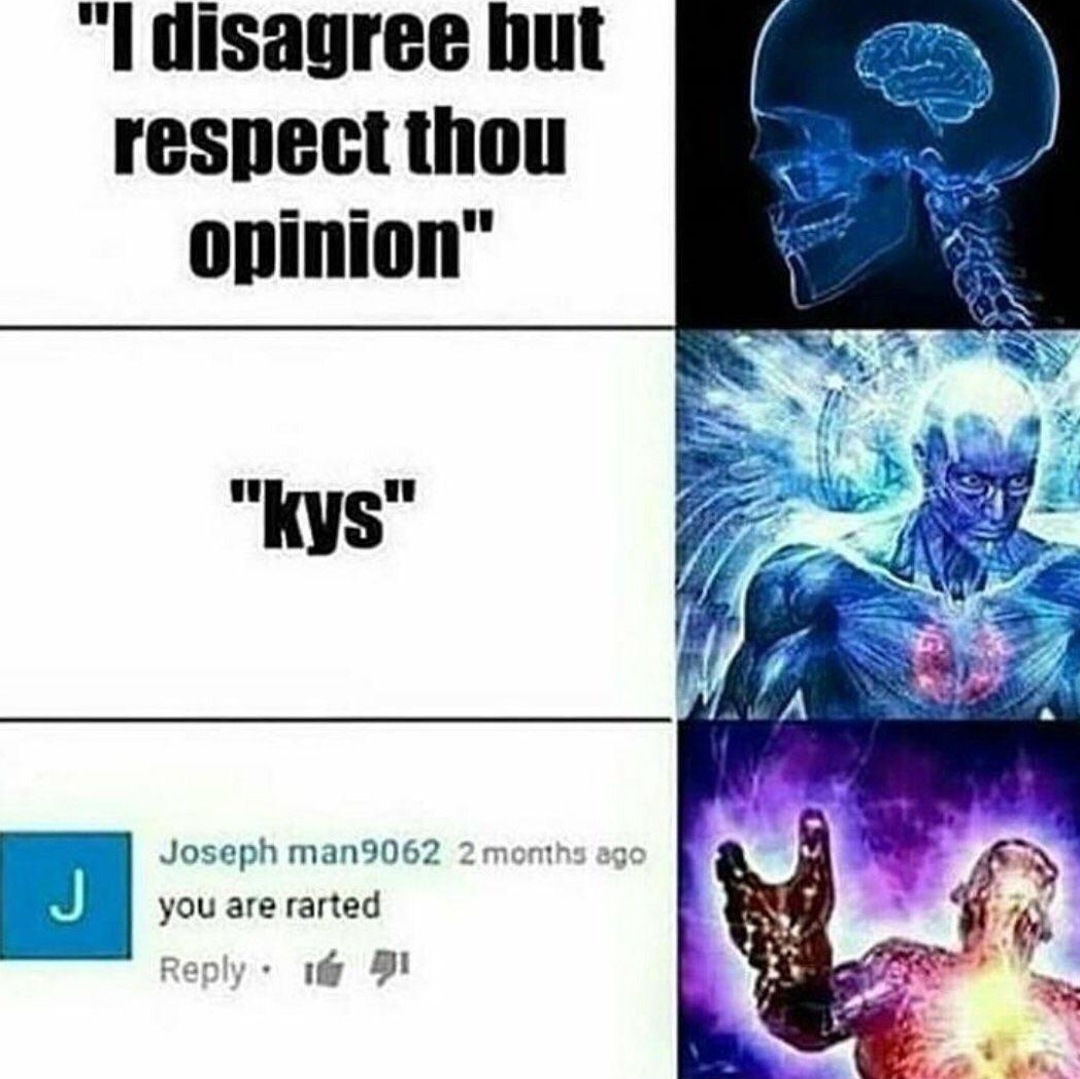 "I disagree but
respect thou
opinion"
"kys"
J
Joseph man9062 2 months ago
you are rarted
Reply •